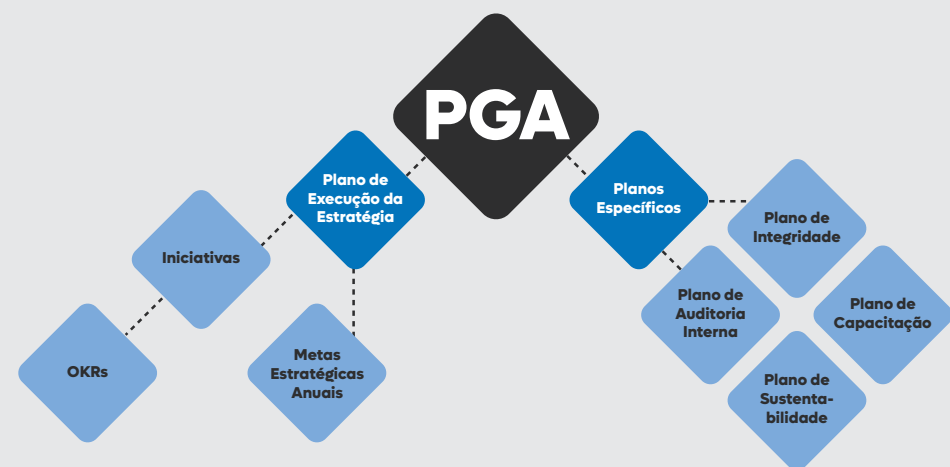 PGA
Plano de
Execução da
Estratégia
Planos
Específicos
Iniciativas
Plano de
Integridade
OKRs
Metas
Estratégicas
Anuais
Plano de
Auditoria
Interna
Plano de
Capacitação
Plano de
Sustenta-
bilidade